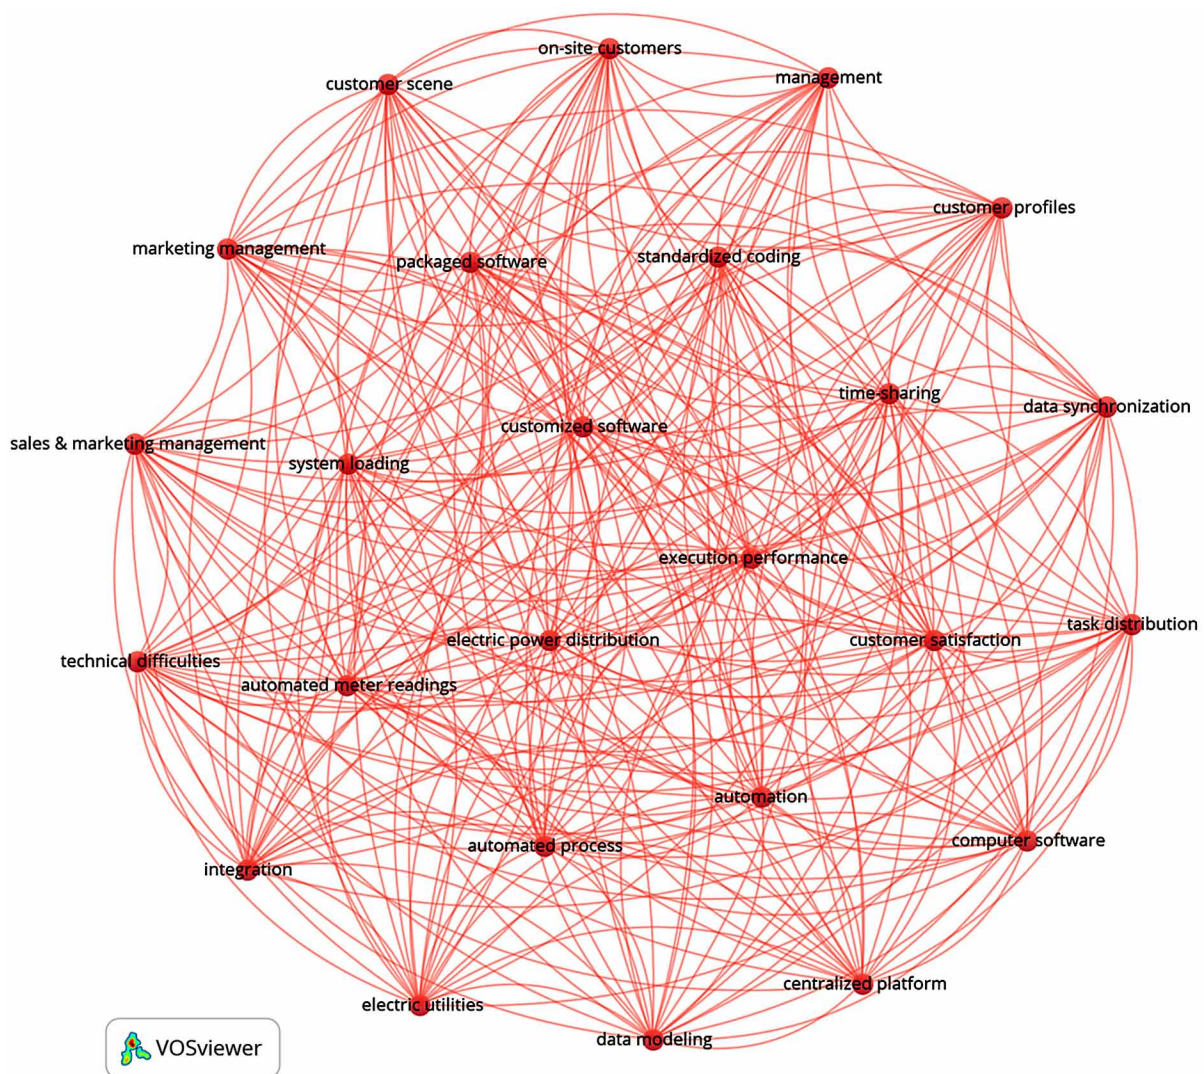 on-site customers
management
customer scene
customer profiles
marketing management
packaged software
standardized coding
time-sharing
data synchronization
customized software
sales & marketing management
system loading
execution performance
task distribution
electric power distribution
customer satisfaction
technical difficulties
automated meter readings
automation
computer software
automated process
integration
centralized platform
electric utilities
data modeling
VOSviewer